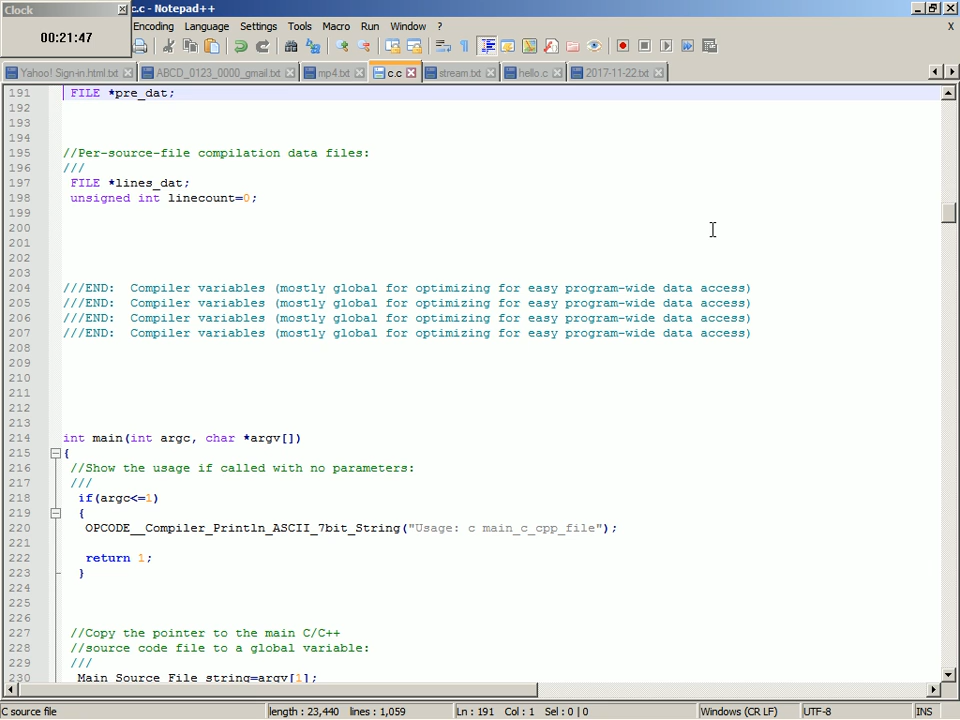 Clock
00:21:47
c.c - Notepad++
Encoding Language Settings Tools Macro Run Window ? X
Yahoo! Sign-in.html.txt ABCD_0123_0000_gmail.txt mp4.txt c.c stream.txt hello.c 2017-11-22.txt
191 FILE *pre_dat;
192
193
194
195 //Per-source-file compilation data files:
196 ///
197 FILE *lines_dat;
198 unsigned int linecount=0;
199
200
201
202
203
204 ///END:  Compiler variables (mostly global for optimizing for easy program-wide data access)
205 ///END:  Compiler variables (mostly global for optimizing for easy program-wide data access)
206 ///END:  Compiler variables (mostly global for optimizing for easy program-wide data access)
207 ///END:  Compiler variables (mostly global for optimizing for easy program-wide data access)
208
209
210
211
212
213
214 int main(int argc, char *argv[])
215 {
216 //Show the usage if called with no parameters:
217 ///
218 if(argc<=1)
219 {
220 OPCODE__Compiler_Println_ASCII_7bit_String("Usage: c main_c_cpp_file");
221
222 return 1;
223 }
224
225
226
227 //Copy the pointer to the main C/C++
228 //source code file to a global variable:
229 ///
230 Main_Source_File_string=argv[1];
C source file length : 23,440 lines : 1,059 Ln : 191 Col : 1 Sel : 0 | 0 Windows (CR LF) UTF-8 INS